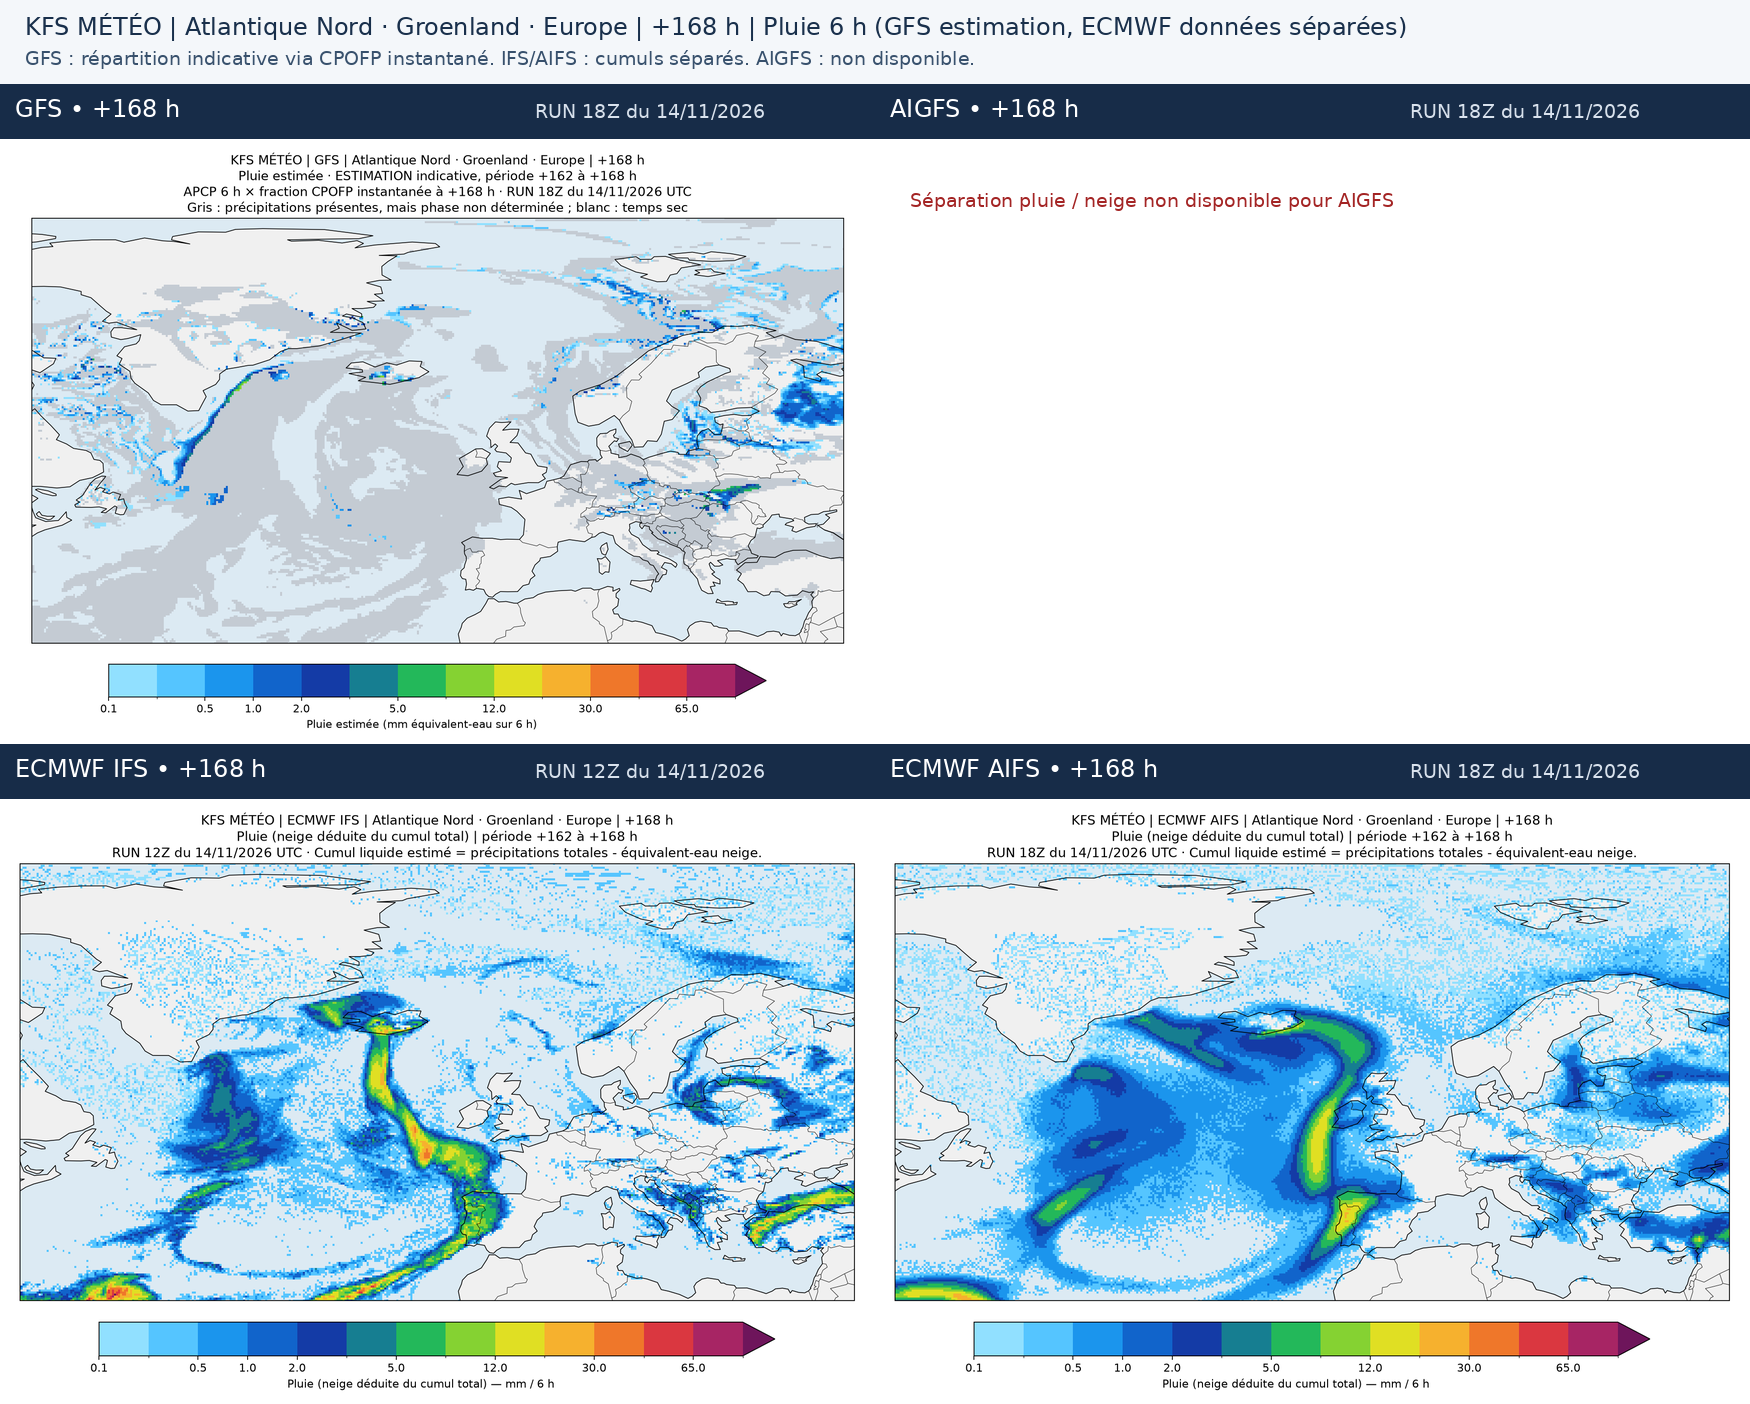 KFS MÉTÉO | Atlantique Nord · Groenland · Europe | +168 h | Pluie 6 h (GFS estimation, ECMWF données séparées)
GFS : répartition indicative via CPOFP instantané. IFS/AIFS : cumuls séparés. AIGFS : non disponible.
GFS • +168 h
RUN 18Z du 14/11/2026
AIGFS • +168 h
RUN 18Z du 14/11/2026
KFS MÉTÉO | GFS | Atlantique Nord · Groenland · Europe | +168 h
Pluie estimée · ESTIMATION indicative, période +162 à +168 h
APCP 6 h × fraction CPOFP instantanée à +168 h · RUN 18Z du 14/11/2026 UTC
Gris : précipitations présentes, mais phase non déterminée ; blanc : temps sec
Séparation pluie / neige non disponible pour AIGFS
0.1 0.5 1.0 2.0 5.0 12.0 30.0 65.0
Pluie estimée (mm équivalent-eau sur 6 h)
ECMWF IFS • +168 h
RUN 12Z du 14/11/2026
ECMWF AIFS • +168 h
RUN 18Z du 14/11/2026
KFS MÉTÉO | ECMWF IFS | Atlantique Nord · Groenland · Europe | +168 h
Pluie (neige déduite du cumul total) | période +162 à +168 h
RUN 12Z du 14/11/2026 UTC · Cumul liquide estimé = précipitations totales - équivalent-eau neige.
KFS MÉTÉO | ECMWF AIFS | Atlantique Nord · Groenland · Europe | +168 h
Pluie (neige déduite du cumul total) | période +162 à +168 h
RUN 18Z du 14/11/2026 UTC · Cumul liquide estimé = précipitations totales - équivalent-eau neige.
0.1 0.5 1.0 2.0 5.0 12.0 30.0 65.0
Pluie (neige déduite du cumul total) — mm / 6 h
0.1 0.5 1.0 2.0 5.0 12.0 30.0 65.0
Pluie (neige déduite du cumul total) — mm / 6 h